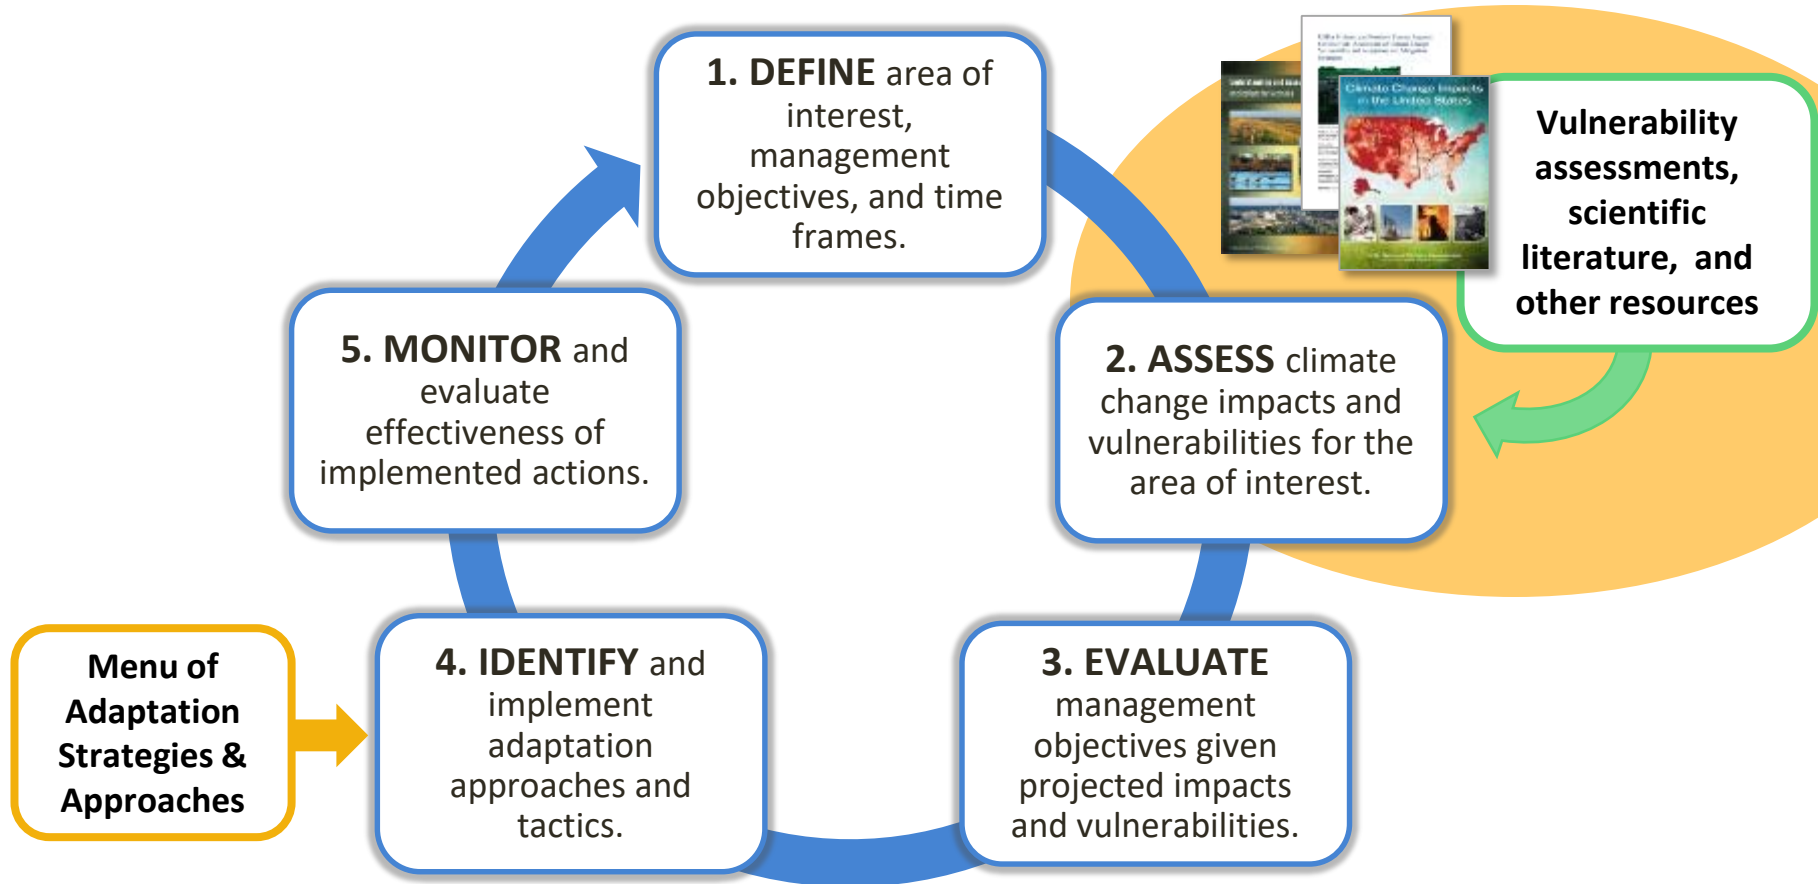 1. DEFINE area of
interest,
management
objectives, and time
frames.
Climate Change Impacts
in the United States
Vulnerability
assessments,
scientific
literature, and
other resources
2. ASSESS climate
change impacts and
vulnerabilities for the
area of interest.
3. EVALUATE
management
objectives given
projected impacts
and vulnerabilities.
4. IDENTIFY and
implement
adaptation
approaches and
tactics.
Menu of
Adaptation
Strategies &
Approaches
5. MONITOR and
evaluate
effectiveness of
implemented actions.